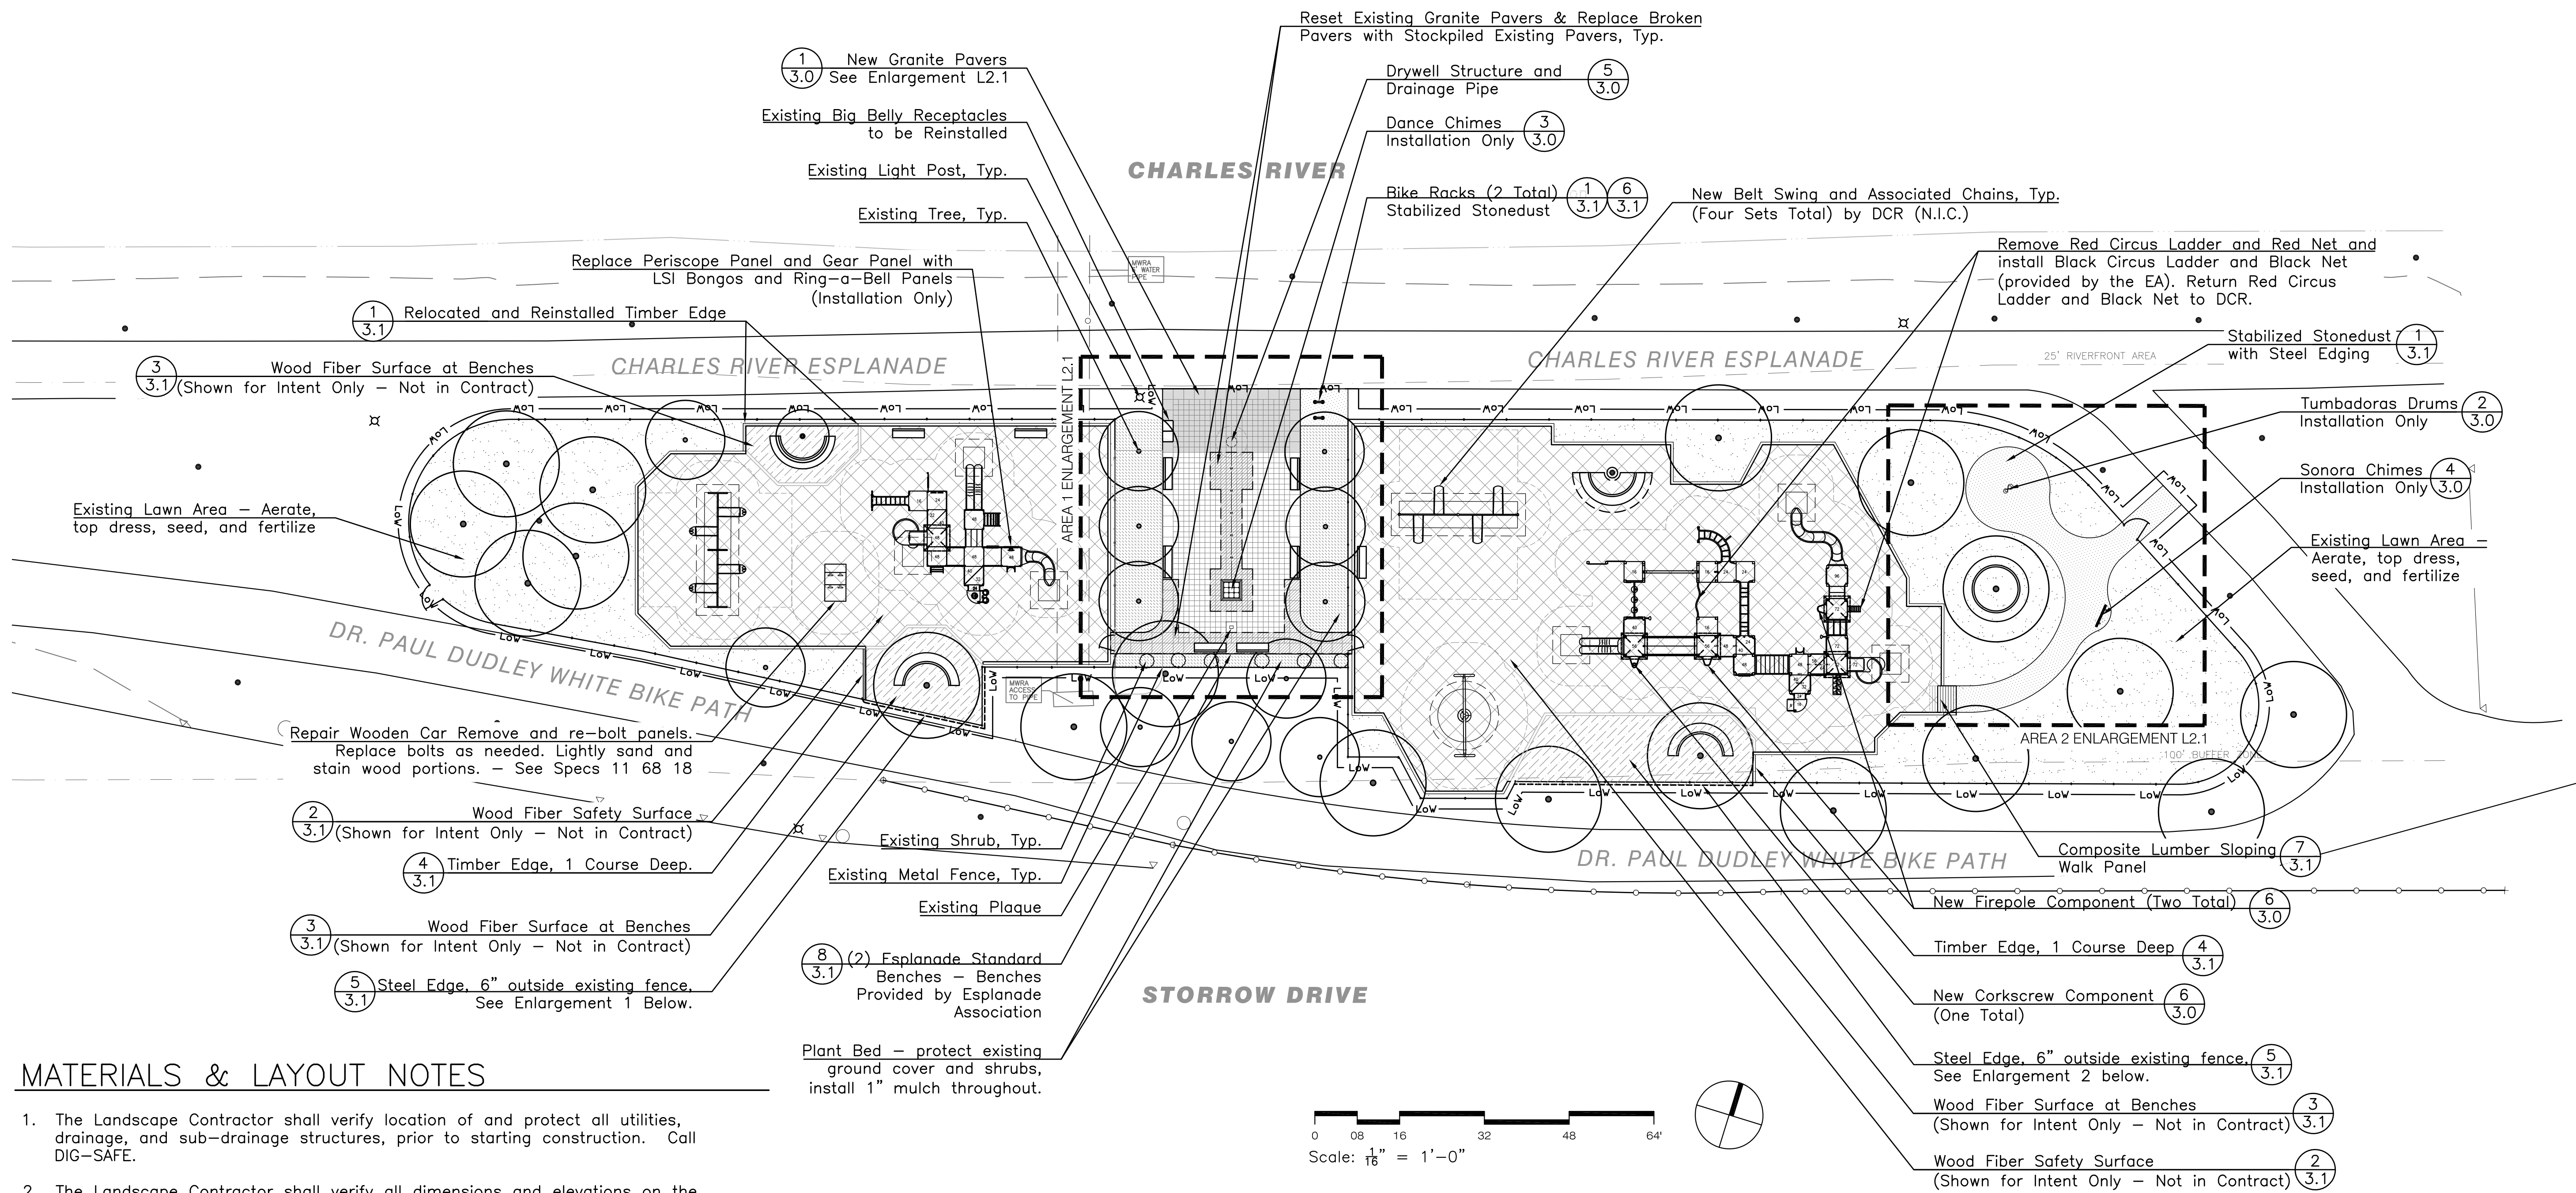 Reset Existing Granite Pavers & Replace Broken
Pavers with Stockpiled Existing Pavers, Typ.
1
3.0
New Granite Pavers
See Enlargement L2.1
Drywell Structure and
Drainage Pipe
5
3.0
Existing Big Belly Receptacles
to be Reinstalled
Dance Chimes
Installation Only
3
3.0
CHARLES RIVER
Existing Light Post, Typ.
Bike Racks (2 Total)
Stabilized Stonedust
1
3.1
6
3.1
New Belt Swing and Associated Chains, Typ.
(Four Sets Total) by DCR (N.I.C.)
Existing Tree, Typ.
Remove Red Circus Ladder and Red Net and
install Black Circus Ladder and Black Net
(provided by the EA). Return Red Circus
Ladder and Black Net to DCR.
Replace Periscope Panel and Gear Panel with
LSI Bongos and Ring-a-Bell Panels
(Installation Only)
MWRA
WATER
PIPE
1
3.1
Relocated and Reinstalled Timber Edge
Stabilized Stonedust
with Steel Edging
1
3.1
CHARLES RIVER ESPLANADE
CHARLES RIVER ESPLANADE
25' RIVERFRONT AREA
3
3.1
Wood Fiber Surface at Benches
(Shown for Intent Only – Not in Contract)
AREA 1 ENLARGEMENT L2.1
Tumbadoras Drums
Installation Only
2
3.0
Sonora Chimes
Installation Only
4
3.0
Existing Lawn Area – Aerate,
top dress, seed, and fertilize
Existing Lawn Area –
Aerate, top dress,
seed, and fertilize
DR. PAUL DUDLEY WHITE BIKE PATH
MWRA
ACCESS
TO PIPE
AREA 2 ENLARGEMENT L2.1
100' BUFFER ZONE
Repair Wooden Car Remove and re-bolt panels.
Replace bolts as needed. Lightly sand and
stain wood portions. – See Specs 11 68 18
2
3.1
Wood Fiber Safety Surface
(Shown for Intent Only – Not in Contract)
4
3.1
Timber Edge, 1 Course Deep.
3
3.1
Wood Fiber Surface at Benches
(Shown for Intent Only – Not in Contract)
5
3.1
Steel Edge, 6" outside existing fence,
See Enlargement 1 Below.
Existing Shrub, Typ.
Existing Metal Fence, Typ.
Existing Plaque
8
3.1
(2) Esplanade Standard
Benches – Benches
Provided by Esplanade
Association
Plant Bed – protect existing
ground cover and shrubs,
install 1" mulch throughout.
DR. PAUL DUDLEY WHITE BIKE PATH
STORROW DRIVE
Composite Lumber Sloping
Walk Panel
7
3.1
New Firepole Component (Two Total)
6
3.0
Timber Edge, 1 Course Deep
4
3.1
New Corkscrew Component
(One Total)
6
3.0
Steel Edge, 6" outside existing fence,
See Enlargement 2 below.
5
3.1
Wood Fiber Surface at Benches
(Shown for Intent Only – Not in Contract)
3
3.1
Wood Fiber Safety Surface
(Shown for Intent Only – Not in Contract)
2
3.1
0 08 16 32 48 64'
Scale: 1/16" = 1'-0"
MATERIALS & LAYOUT NOTES
1. The Landscape Contractor shall verify location of and protect all utilities,
drainage, and sub-drainage structures, prior to starting construction. Call
DIG-SAFE.
2. The Landscape Contractor shall verify all dimensions and elevations on the